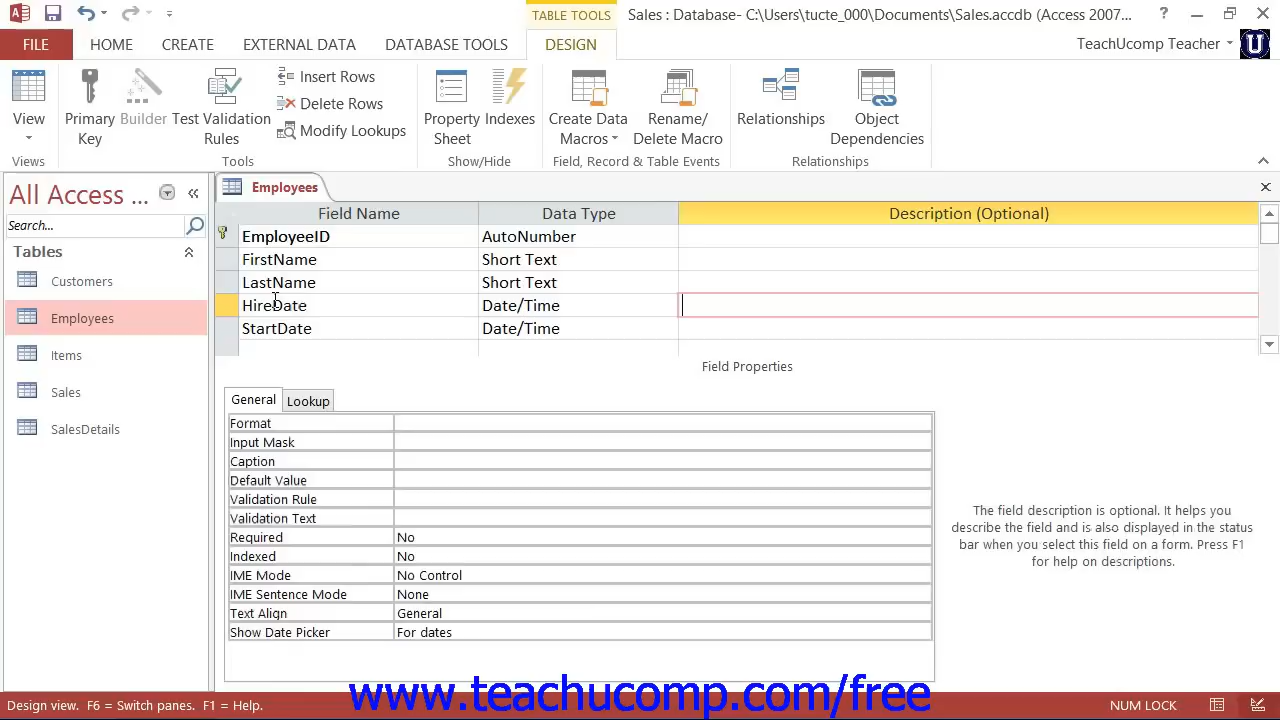 TABLE TOOLS
Sales : Database- C:\Users\tucte_000\Documents\Sales.accdb (Access 2007...
?
FILE
HOME
CREATE
EXTERNAL DATA
DATABASE TOOLS
DESIGN
TeachUcomp Teacher
U
View
Primary Key
Builder
Test Validation Rules
Insert Rows
Delete Rows
Modify Lookups
Property Sheet
Indexes
Create Data Macros
Rename/ Delete Macro
Relationships
Object Dependencies
Views
Tools
Show/Hide
Field, Record & Table Events
Relationships
All Access ...
Search...
Tables
Customers
Employees
Items
Sales
SalesDetails
Employees
Field Name Data Type Description (Optional)
EmployeeID AutoNumber
FirstName Short Text
LastName Short Text
HireDate Date/Time
StartDate Date/Time
Field Properties
General Lookup
Format
Input Mask
Caption
Default Value
Validation Rule
Validation Text
Required No
Indexed No
IME Mode No Control
IME Sentence Mode None
Text Align General
Show Date Picker For dates
The field description is optional. It helps you
describe the field and is also displayed in the status
bar when you select this field on a form. Press F1
for help on descriptions.
www.teachucomp.com/free
Design view. F6 = Switch panes. F1 = Help.
NUM LOCK